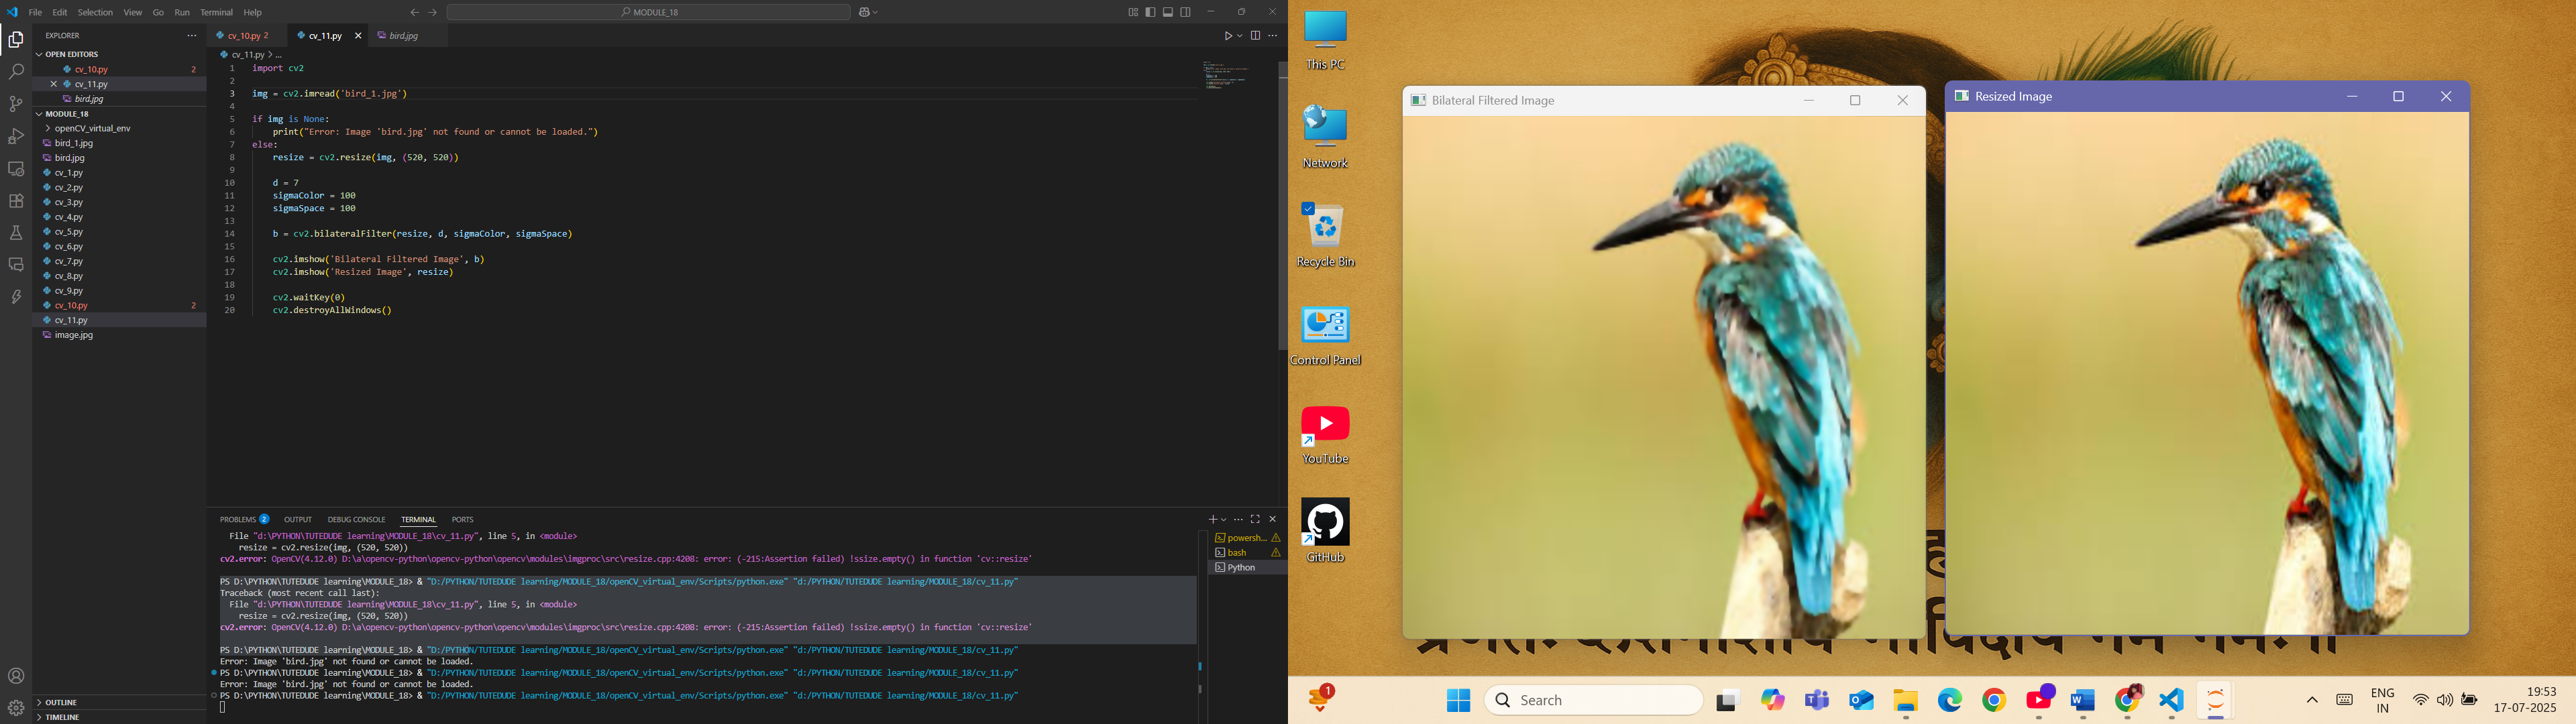 File Edit Selection View Go Run Terminal Help
MODULE_18
EXPLORER
OPEN EDITORS
cv_10.py 2
cv_11.py
bird.jpg
MODULE_18
openCV_virtual_env
bird_1.jpg
bird.jpg
cv_1.py
cv_2.py
cv_3.py
cv_4.py
cv_5.py
cv_6.py
cv_7.py
cv_8.py
cv_9.py
cv_10.py 2
cv_11.py
image.jpg
OUTLINE
TIMELINE
cv_10.py 2 cv_11.py bird.jpg
cv_11.py > ...
1 import cv2
2
3 img = cv2.imread('bird_1.jpg')
4
5 if img is None:
6 print("Error: Image 'bird.jpg' not found or cannot be loaded.")
7 else:
8 resize = cv2.resize(img, (520, 520))
9
10 d = 7
11 sigmaColor = 100
12 sigmaSpace = 100
13
14 b = cv2.bilateralFilter(resize, d, sigmaColor, sigmaSpace)
15
16 cv2.imshow('Bilateral Filtered Image', b)
17 cv2.imshow('Resized Image', resize)
18
19 cv2.waitKey(0)
20 cv2.destroyAllWindows()
PROBLEMS 2 OUTPUT DEBUG CONSOLE TERMINAL PORTS
File "d:\PYTHON\TUTEDUDE learning\MODULE_18\cv_11.py", line 5, in <module>
resize = cv2.resize(img, (520, 520))
cv2.error: OpenCV(4.12.0) D:\a\opencv-python\opencv-python\opencv\modules\imgproc\src\resize.cpp:4208: error: (-215:Assertion failed) !ssize.empty() in function 'cv::resize'
PS D:\PYTHON\TUTEDUDE learning\MODULE_18> & "D:/PYTHON/TUTEDUDE learning/MODULE_18/openCV_virtual_env/Scripts/python.exe" "d:/PYTHON/TUTEDUDE learning/MODULE_18/cv_11.py"
Traceback (most recent call last):
File "d:\PYTHON\TUTEDUDE learning\MODULE_18\cv_11.py", line 5, in <module>
resize = cv2.resize(img, (520, 520))
cv2.error: OpenCV(4.12.0) D:\a\opencv-python\opencv-python\opencv\modules\imgproc\src\resize.cpp:4208: error: (-215:Assertion failed) !ssize.empty() in function 'cv::resize'
PS D:\PYTHON\TUTEDUDE learning\MODULE_18> & "D:/PYTHON/TUTEDUDE learning/MODULE_18/openCV_virtual_env/Scripts/python.exe" "d:/PYTHON/TUTEDUDE learning/MODULE_18/cv_11.py"
Error: Image 'bird.jpg' not found or cannot be loaded.
PS D:\PYTHON\TUTEDUDE learning\MODULE_18> & "D:/PYTHON/TUTEDUDE learning/MODULE_18/openCV_virtual_env/Scripts/python.exe" "d:/PYTHON/TUTEDUDE learning/MODULE_18/cv_11.py"
Error: Image 'bird.jpg' not found or cannot be loaded.
PS D:\PYTHON\TUTEDUDE learning\MODULE_18> & "D:/PYTHON/TUTEDUDE learning/MODULE_18/openCV_virtual_env/Scripts/python.exe" "d:/PYTHON/TUTEDUDE learning/MODULE_18/cv_11.py"
powersh...
bash
Python
This PC
Network
Recycle Bin
Control Panel
YouTube
GitHub
Bilateral Filtered Image
Resized Image
1
Search
ENG
IN
19:53
17-07-2025